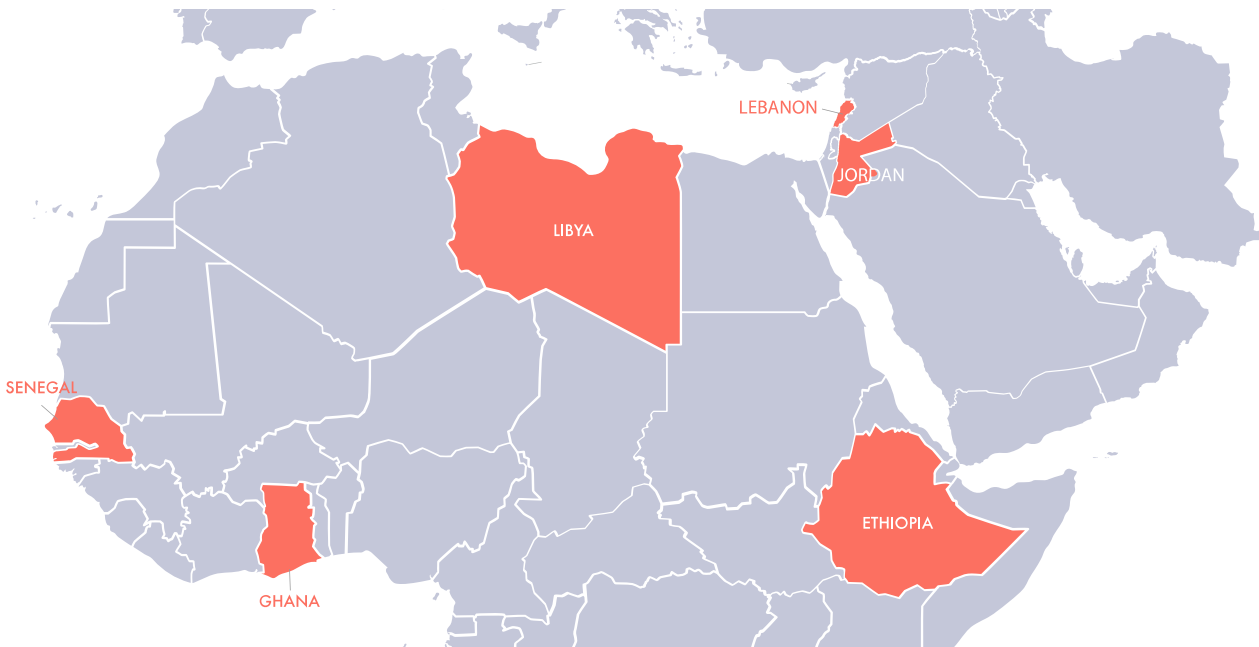 LEBANON
JORDAN
LIBYA
SENEGAL
ETHIOPIA
GHANA